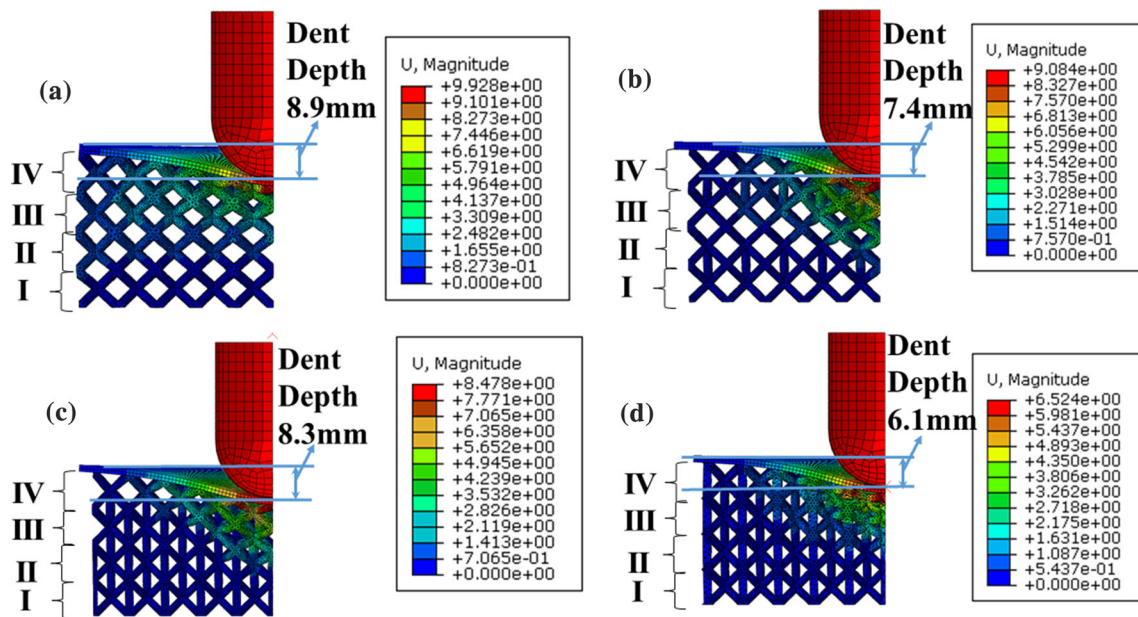 (a)
Dent
Depth
8.9mm
IV
III
II
I
U, Magnitude
+9.928e+00
+9.101e+00
+8.273e+00
+7.446e+00
+6.619e+00
+5.791e+00
+4.964e+00
+4.137e+00
+3.309e+00
+2.482e+00
+1.655e+00
+8.273e-01
+0.000e+00
(b)
Dent
Depth
7.4mm
IV
III
II
I
U, Magnitude
+9.084e+00
+8.327e+00
+7.570e+00
+6.813e+00
+6.056e+00
+5.299e+00
+4.542e+00
+3.785e+00
+3.028e+00
+2.271e+00
+1.514e+00
+7.570e-01
+0.000e+00
(c)
Dent
Depth
8.3mm
IV
III
II
I
U, Magnitude
+8.478e+00
+7.771e+00
+7.065e+00
+6.358e+00
+5.652e+00
+4.945e+00
+4.239e+00
+3.532e+00
+2.826e+00
+2.119e+00
+1.413e+00
+7.065e-01
+0.000e+00
(d)
Dent
Depth
6.1mm
IV
III
II
I
U, Magnitude
+6.524e+00
+5.981e+00
+5.437e+00
+4.893e+00
+4.350e+00
+3.806e+00
+3.262e+00
+2.718e+00
+2.175e+00
+1.631e+00
+1.087e+00
+5.437e-01
+0.000e+00